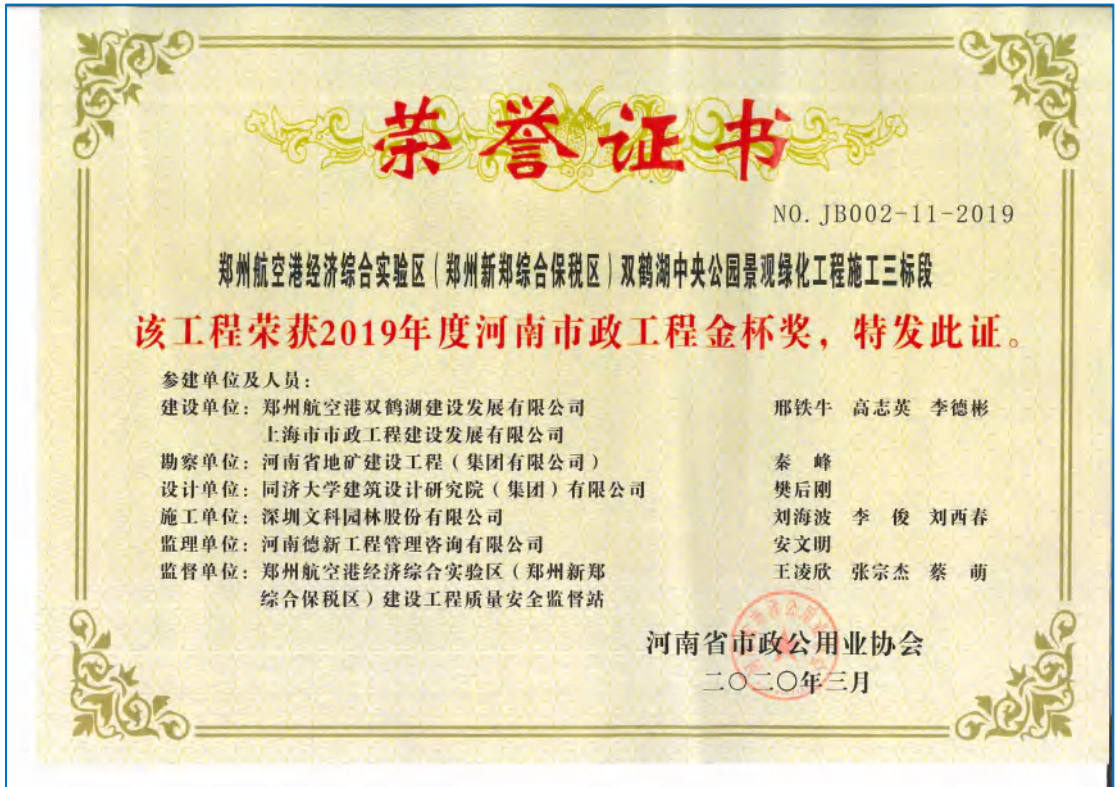 荣誉证书
NO. JB002-11-2019
郑州航空港经济综合实验区(郑州新郑综合保税区)双鹤湖中央公园景观绿化工程施工三标段
该工程荣获2019年度河南市政工程金杯奖，特发此证。
参建单位及人员：
建设单位：郑州航空港双鹤湖建设发展有限公司 邢铁牛 高志英 李德彬
上海市市政工程建设发展有限公司
勘察单位：河南省地矿建设工程(集团有限公司) 秦 峰
设计单位：同济大学建筑设计研究院(集团)有限公司 樊后刚
施工单位：深圳文科园林股份有限公司 刘海波 李 俊 刘西春
监理单位：河南德新工程管理咨询有限公司 安文明
监督单位：郑州航空港经济综合实验区(郑州新郑 王凌欣 张宗杰 蔡 萌
综合保税区)建设工程质量安全监督站
河南省市政公用业协会
二〇二〇年三月